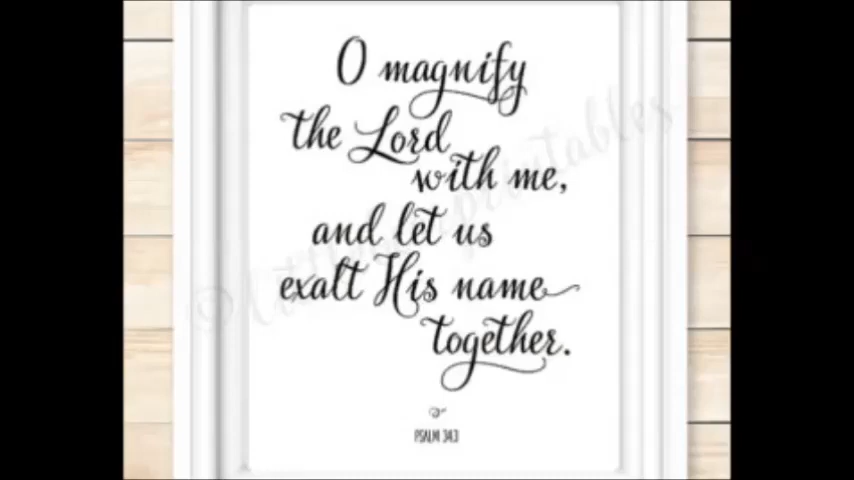 O magnify
the Lord
with me,
and let us
exalt His name
together.
PSALM 34:3